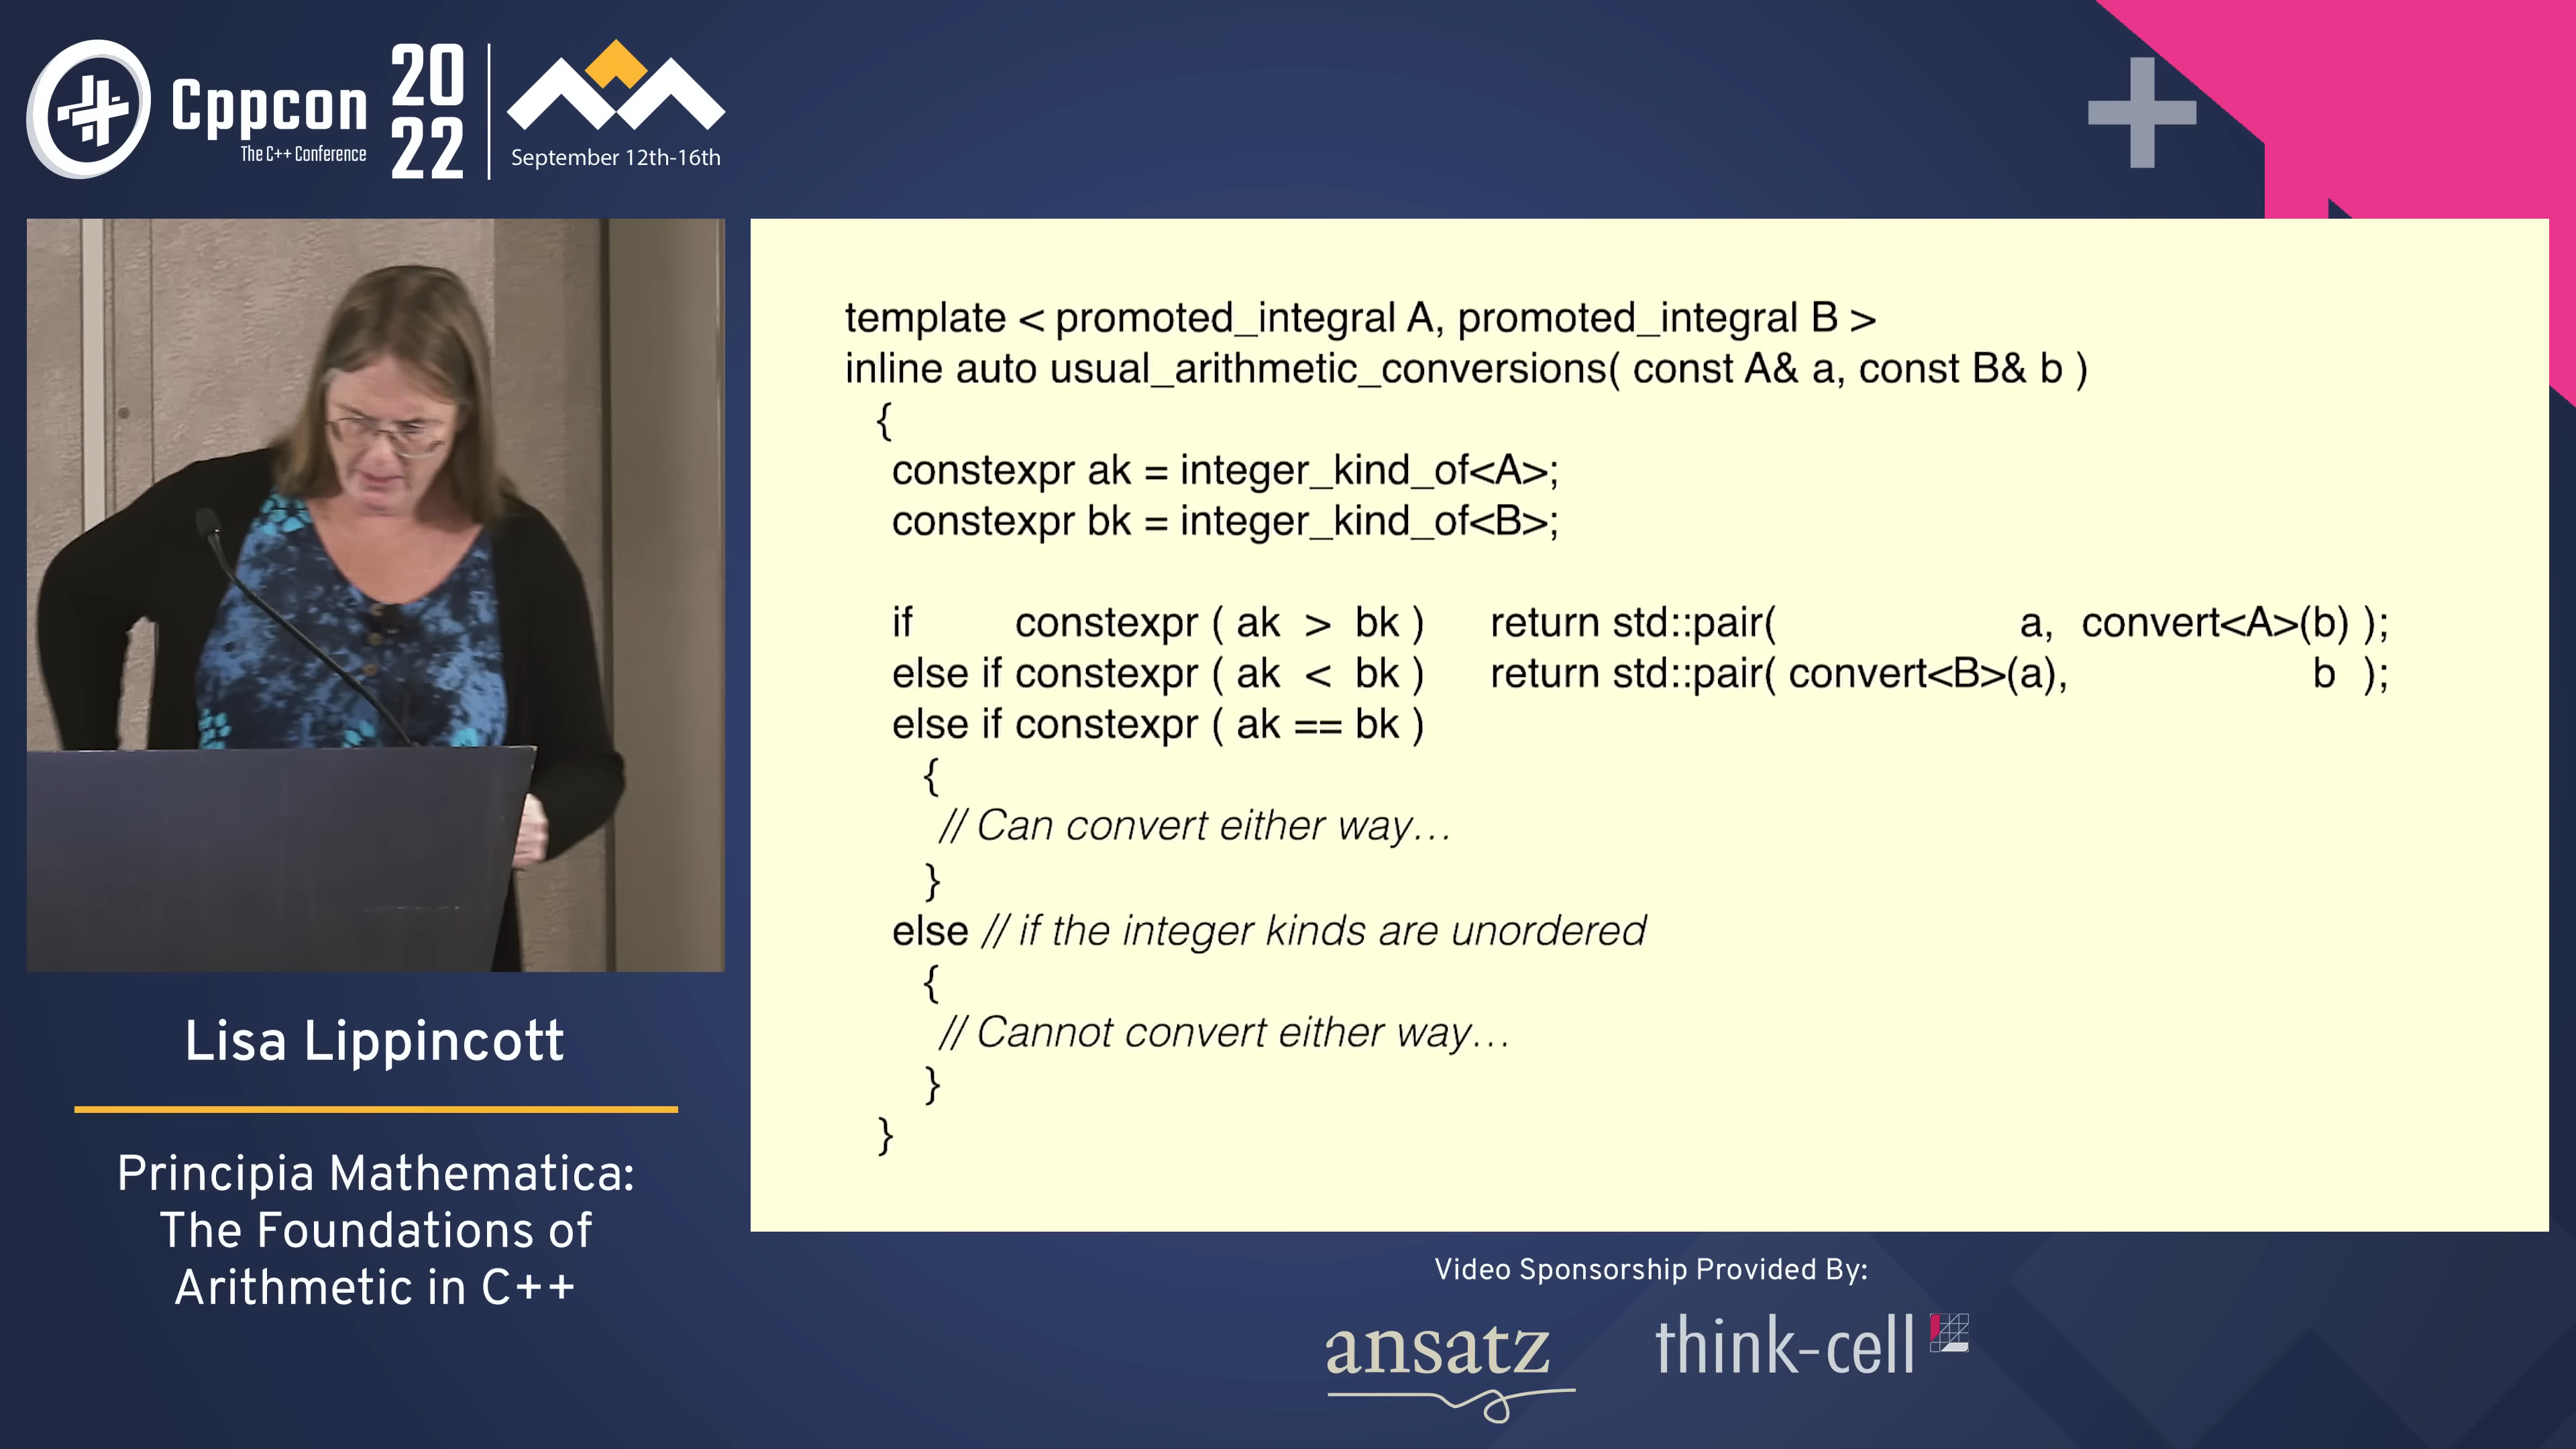 Cppcon
The C++ Conference
20
22
September 12th-16th
template < promoted_integral A, promoted_integral B >
inline auto usual_arithmetic_conversions( const A& a, const B& b )
{
constexpr ak = integer_kind_of<A>;
constexpr bk = integer_kind_of<B>;
if constexpr ( ak > bk ) return std::pair( a, convert<A>(b) );
else if constexpr ( ak < bk ) return std::pair( convert<B>(a), b );
else if constexpr ( ak == bk )
{
// Can convert either way…
}
else // if the integer kinds are unordered
{
// Cannot convert either way…
}
}
Lisa Lippincott
Principia Mathematica:
The Foundations of
Arithmetic in C++
Video Sponsorship Provided By:
ansatz
think-cell